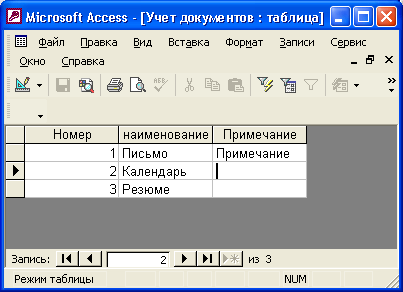 Microsoft Access - [Учет документов : таблица]
Файл Правка Вид Вставка Формат Записи Сервис
Окно Справка
Номер наименование Примечание
1 Письмо Примечание
2 Календарь
3 Резюме
Запись: 2 из 3
Режим таблицы NUM